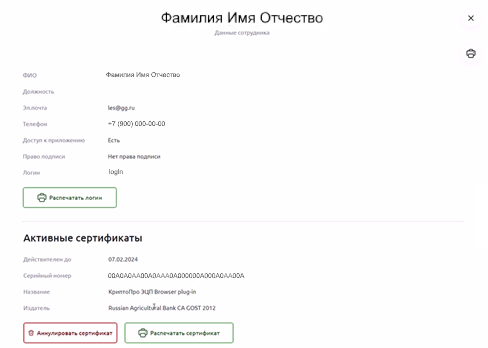 Фамилия Имя Отчество
Данные сотрудника
ФИО Фамилия Имя Отчество
Должность
Эл.почта les@gg.ru
Телефон +7 (900) 000-00-00
Доступ в приложению Есть
Право подписи Нет права подписи
Логин login
Распечатать логин
Активные сертификаты
Действителен до 07.02.2024
Серийный номер 00A0A0AA00A0AAA0A000000A000A0AA00A
Название КриптоПро ЭЦП Browser plug-in
Издатель Russian Agricultural Bank CA GOST 2012
Аннулировать сертификат Распечатать сертификат